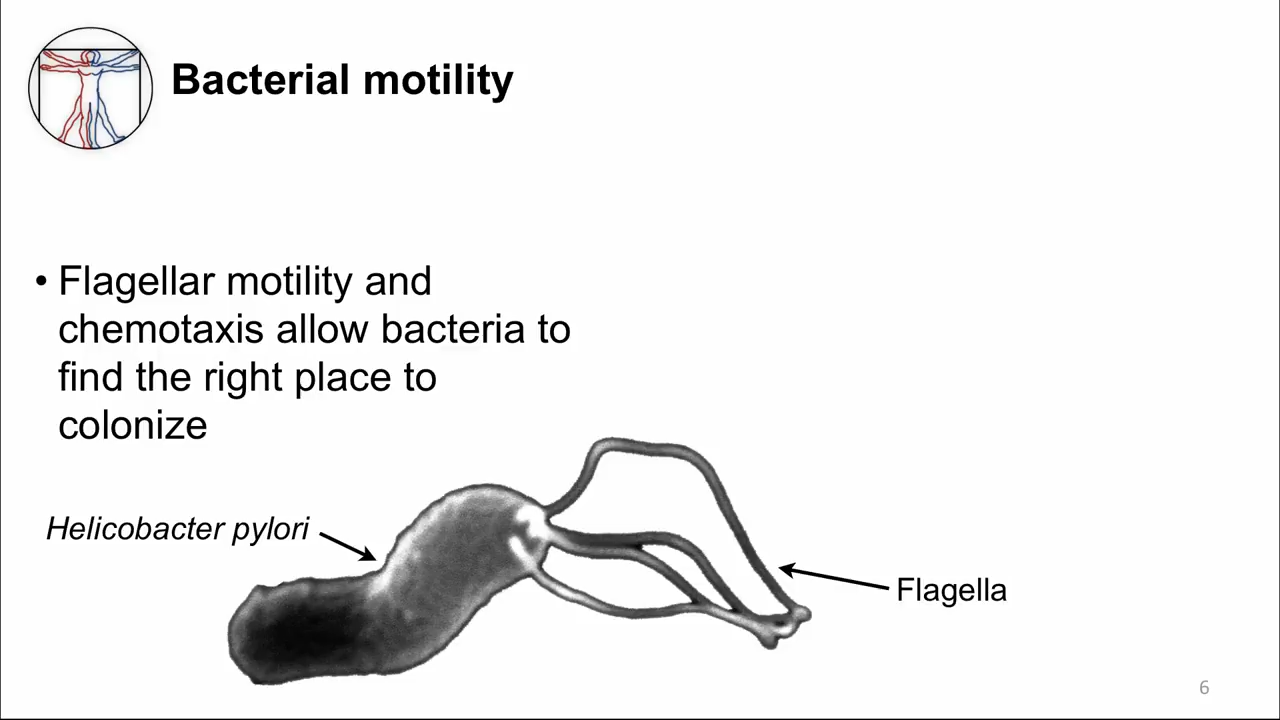 Bacterial motility
• Flagellar motility and
chemotaxis allow bacteria to
find the right place to
colonize
Helicobacter pylori
Flagella
6